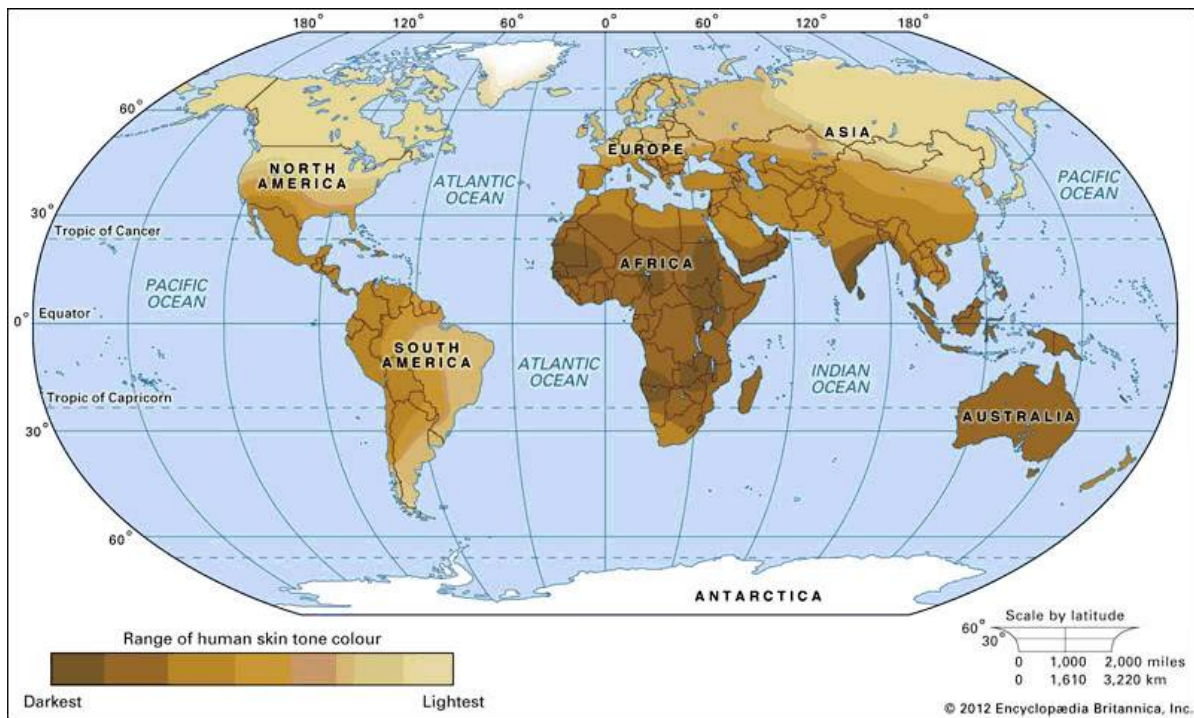 180° 120° 60° 0 60° 120° 180°
60°
ASIA
EUROPE
NORTH
AMERICA
ATLANTIC
OCEAN
PACIFIC
OCEAN
30°
Tropic of Cancer
AFRICA
PACIFIC
OCEAN
Equator
0°
SOUTH
AMERICA
ATLANTIC
OCEAN
INDIAN
OCEAN
Tropic of Capricorn
AUSTRALIA
30°
60°
ANTARCTICA
Range of human skin tone colour
Darkest Lightest
Scale by latitude
60°
30°
0 1,000 2,000 miles
0 1,610 3,220 km
© 2012 Encyclopædia Britannica, Inc.